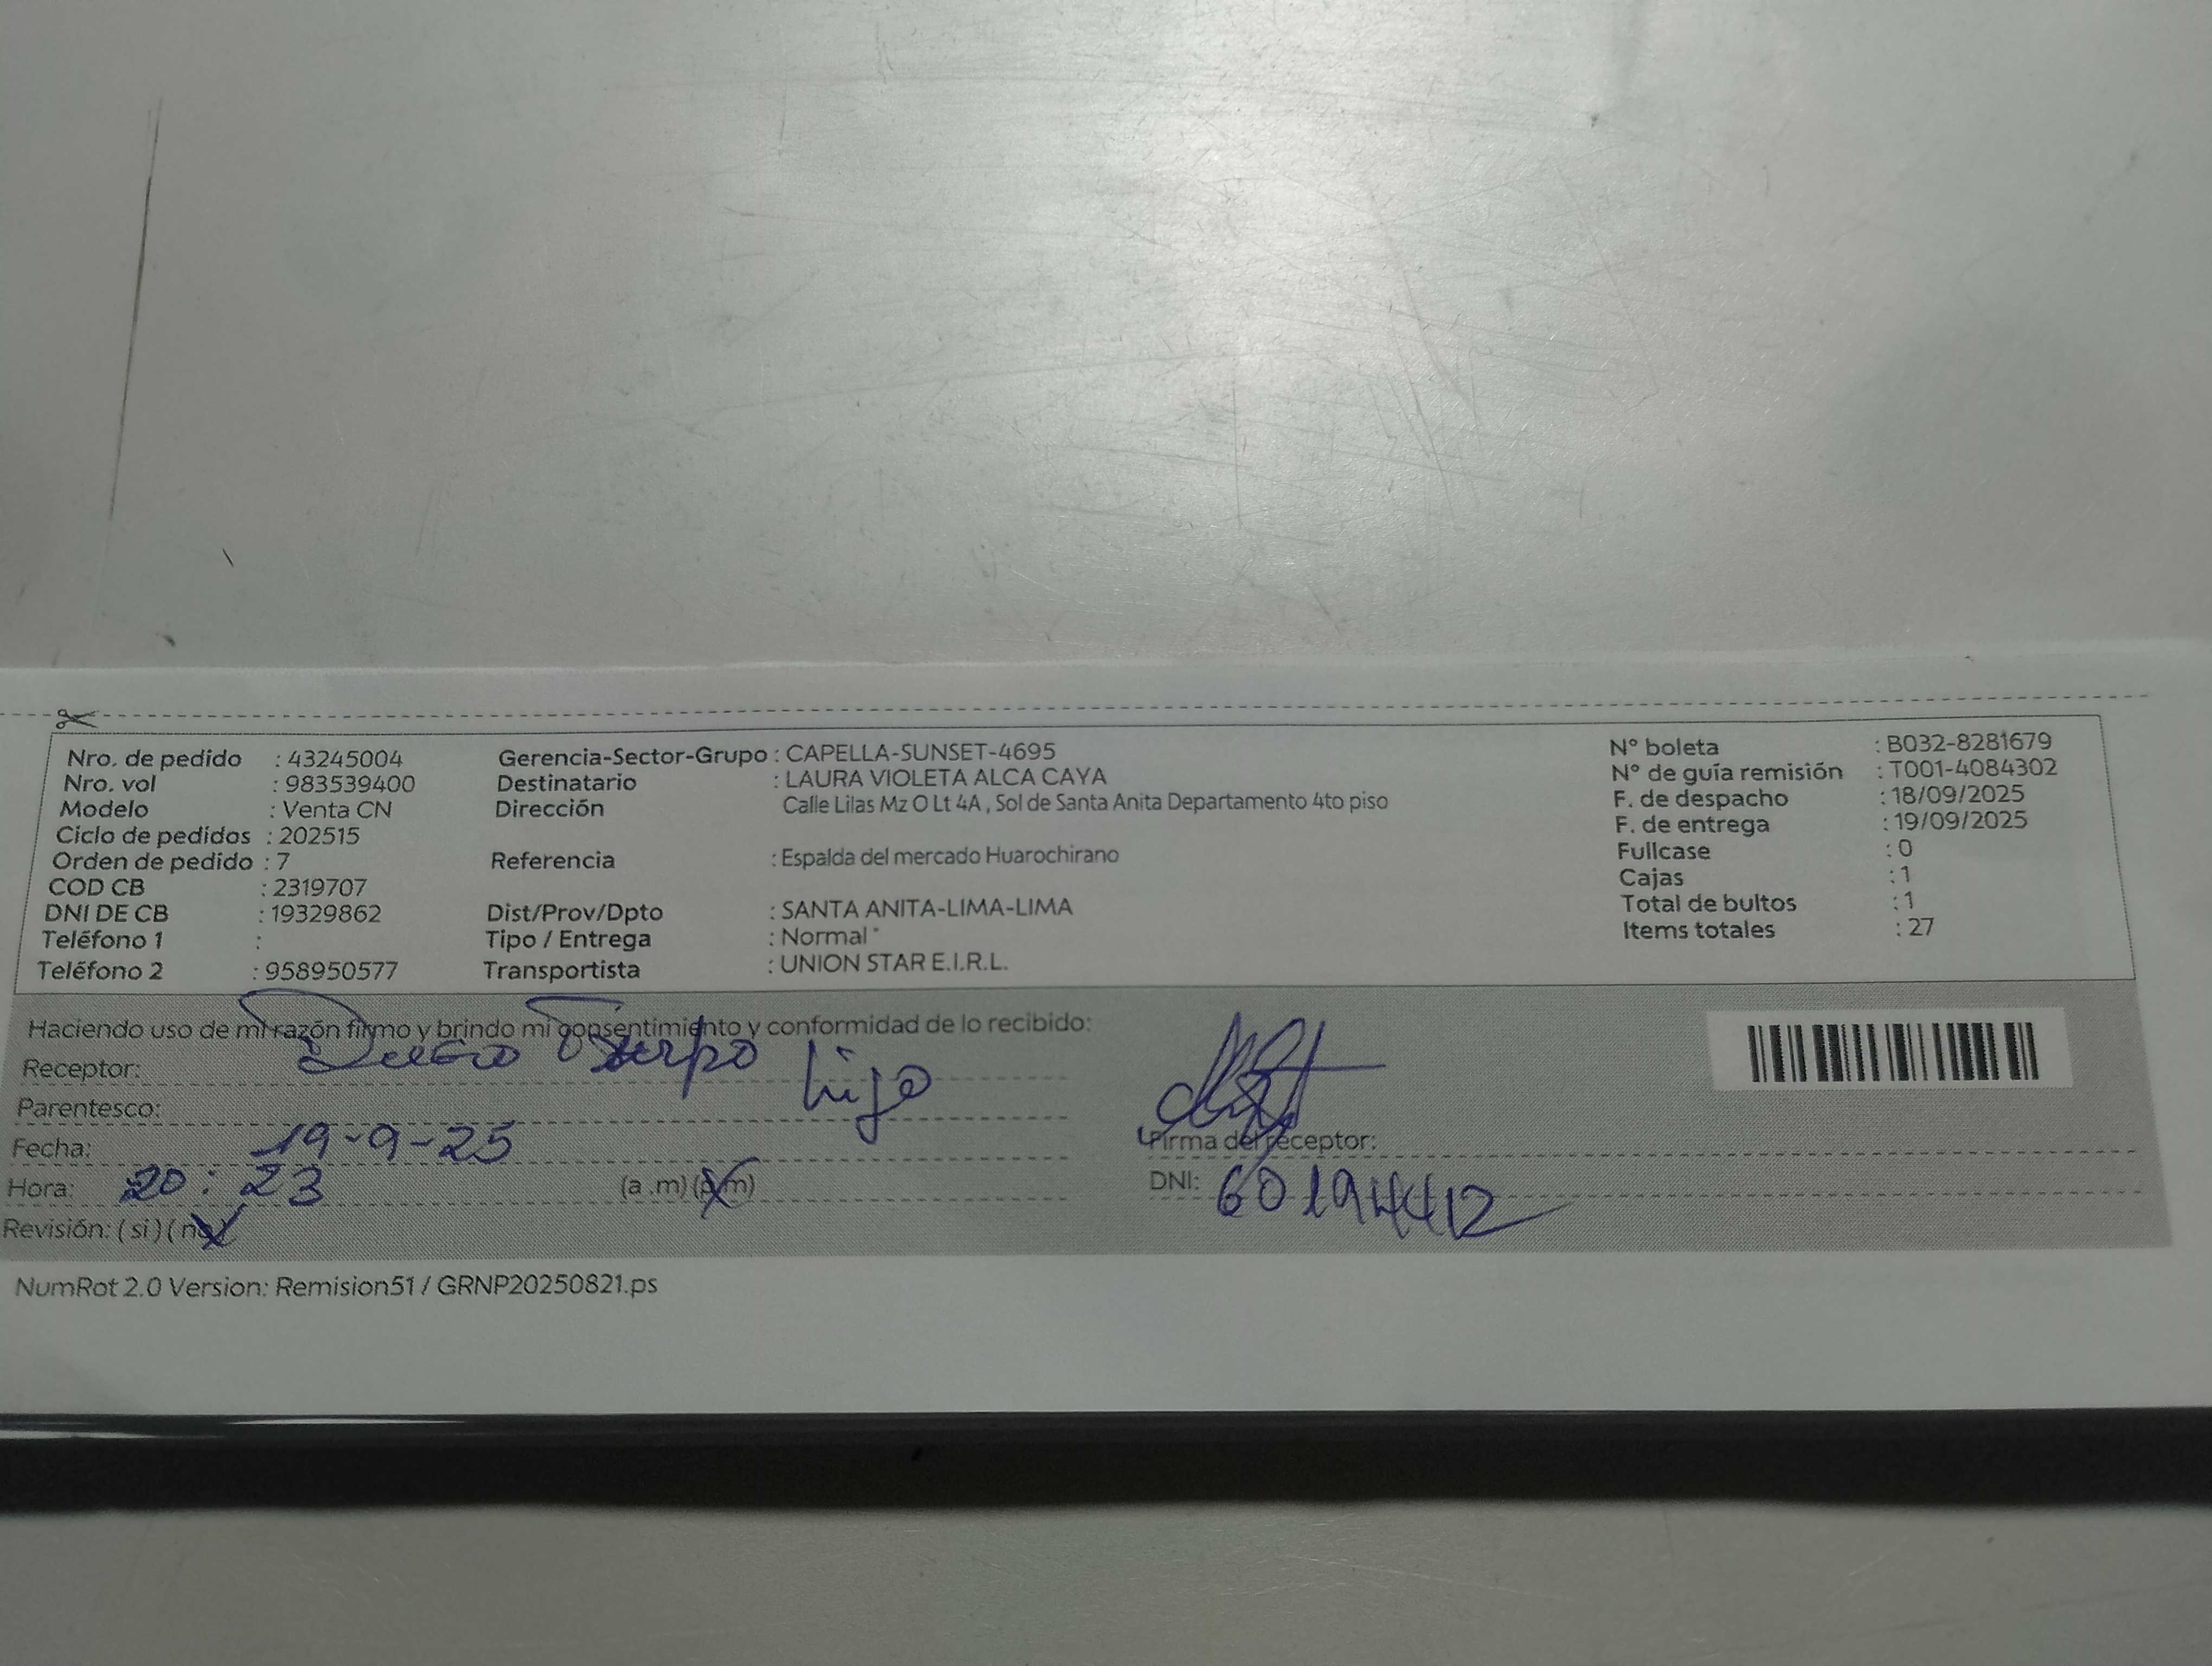 Nro. de pedido : 43245004 Gerencia-Sector-Grupo : CAPELLA-SUNSET-4695 N° boleta : B032-8281679
Nro. vol : 983539400 Destinatario : LAURA VIOLETA ALCA CAYA N° de guía remisión : T001-4084302
Modelo : Venta CN Dirección Calle Lilas Mz O Lt 4A , Sol de Santa Anita Departamento 4to piso F. de despacho : 18/09/2025
Ciclo de pedidos : 202515 F. de entrega : 19/09/2025
Orden de pedido : 7 Referencia : Espalda del mercado Huarochirano Fullcase : 0
COD CB : 2319707 Cajas : 1
DNI DE CB : 19329862 Dist/Prov/Dpto : SANTA ANITA-LIMA-LIMA Total de bultos : 1
Teléfono 1 : Tipo / Entrega : Normal * Items totales : 27
Teléfono 2 : 958950577 Transportista : UNION STAR E.I.R.L.
Haciendo uso de mi razón firmo y brindo mi consentimiento y conformidad de lo recibido:
Receptor: hijo
Parentesco:
Fecha: 19-9-25 Firma del receptor:
Hora: 20:23 (a .m) (p.m) DNI: 60194412
Revisión: ( si ) ( no )
NumRot 2.0 Version: Remision51 / GRNP20250821.ps